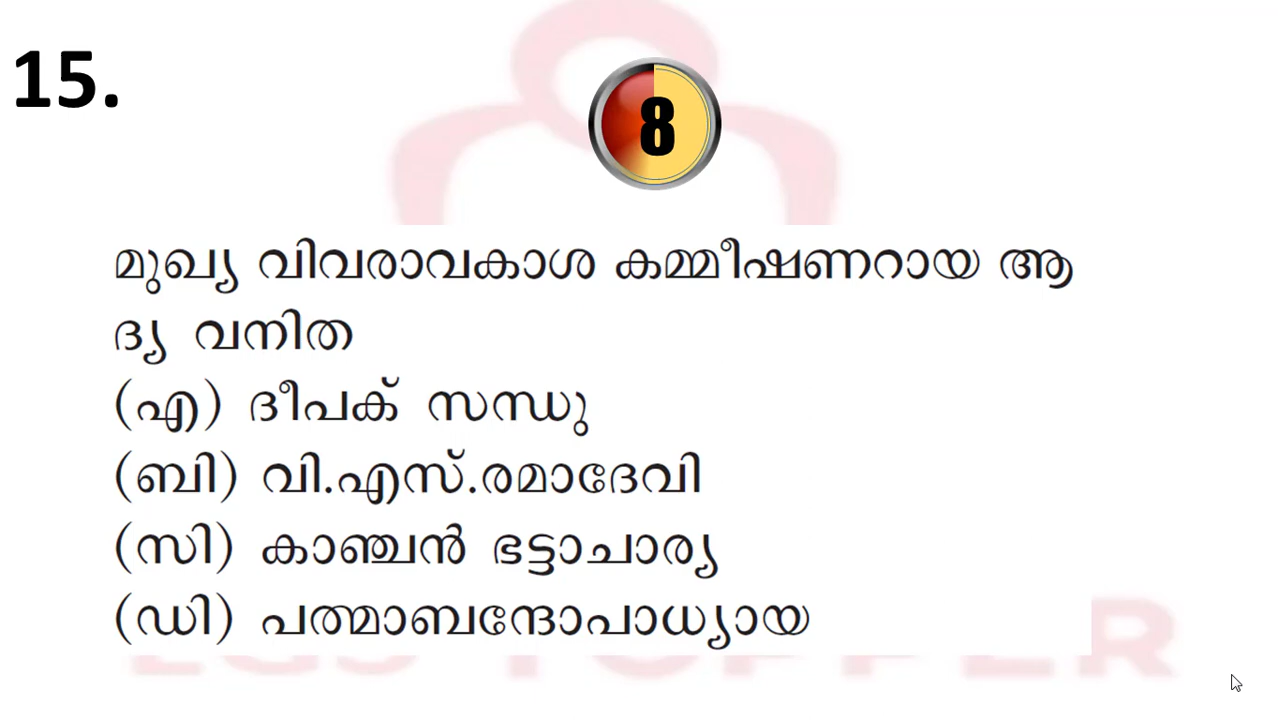 15.
8
മുഖ്യ വിവരാവകാശ കമ്മീഷണറായ ആ
ദ്യ വനിത
(എ) ദീപക് സന്ധു
(ബി) വി.എസ്.രമാദേവി
(സി) കാഞ്ചൻ ഭട്ടാചാര്യ
(ഡി) പത്മാബന്ദോപാധ്യായ